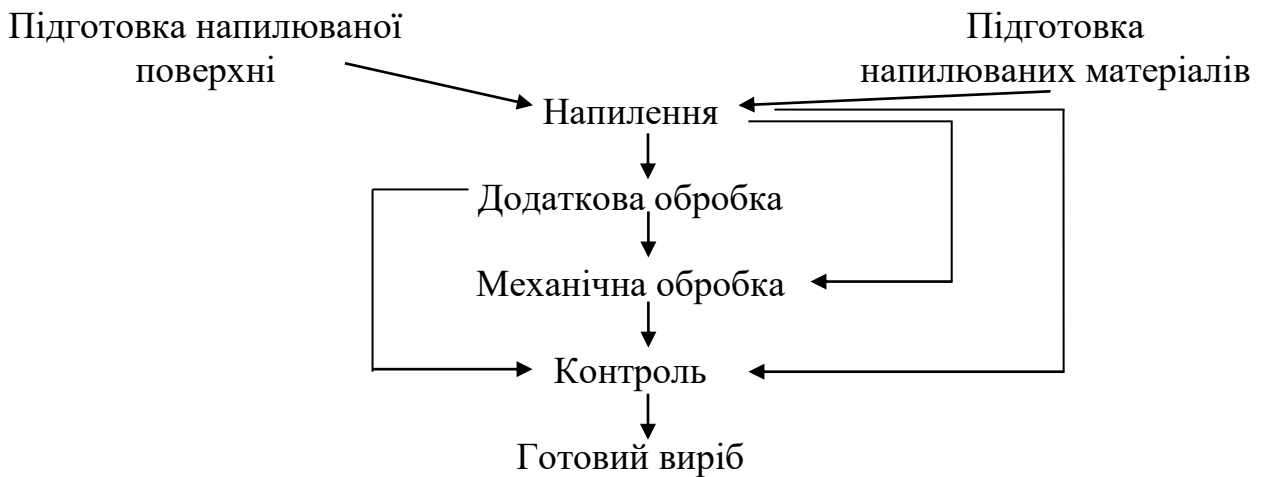 Підготовка напилюваної
поверхні
Підготовка
напилюваних матеріалів
Напилення
Додаткова обробка
Механічна обробка
Контроль
Готовий виріб